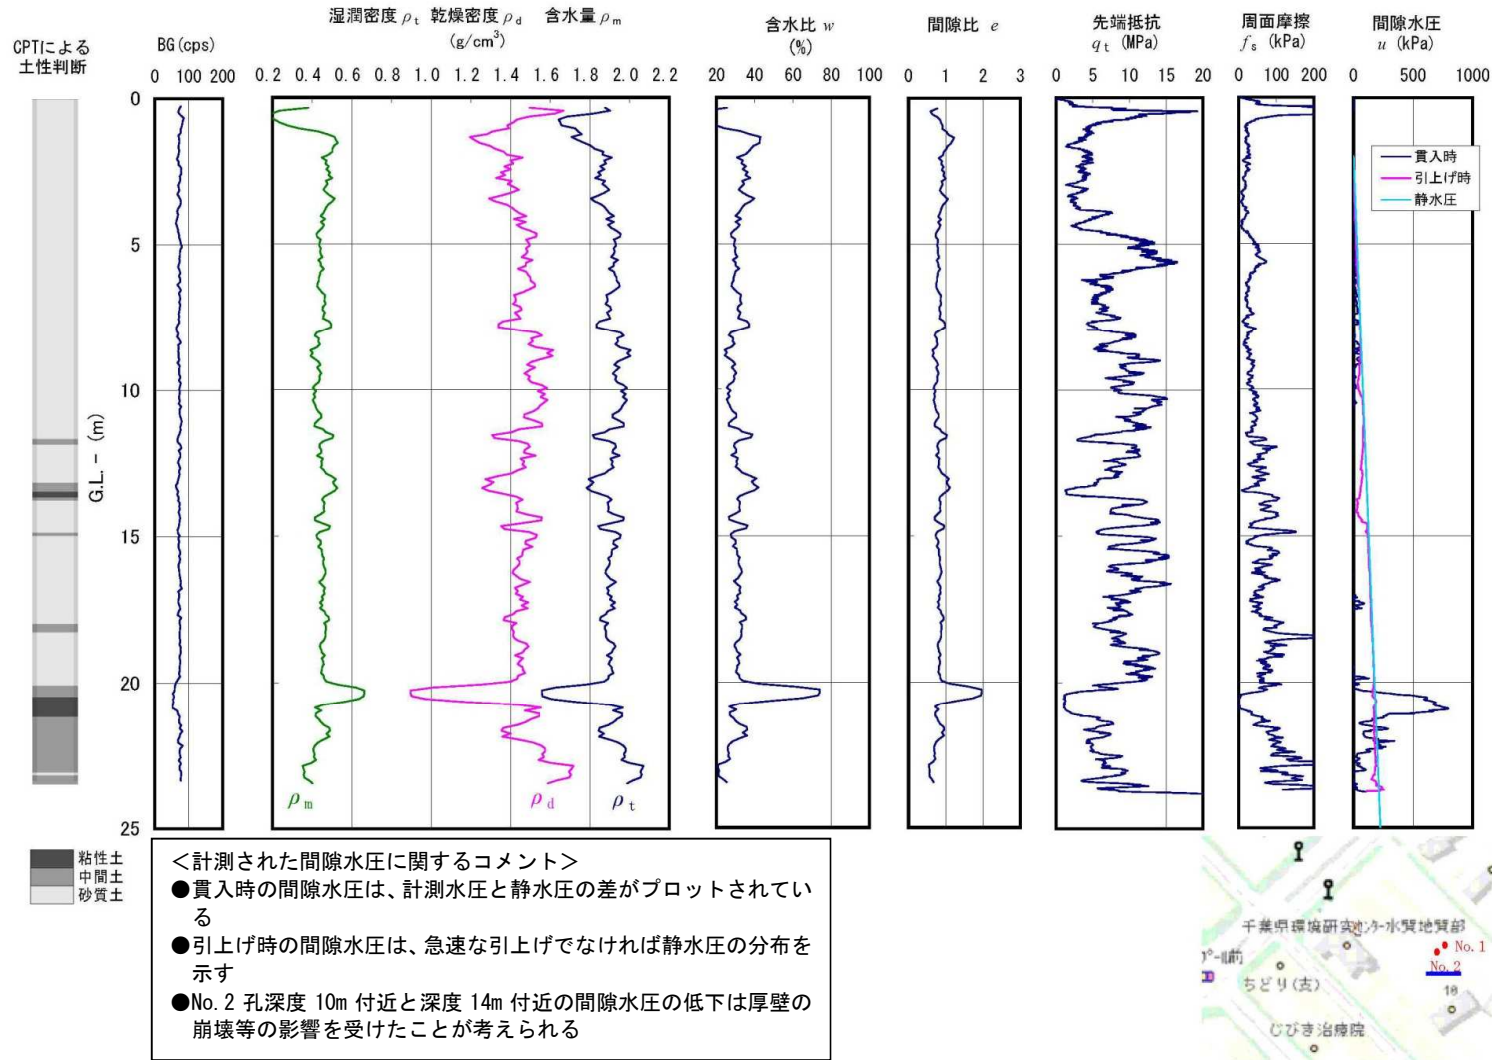 CPTによる
土性判断
BG(cps)
0 100 200
湿潤密度 ρt 乾燥密度 ρd 含水量 ρm
(g/cm³)
0.2 0.4 0.6 0.8 1.0 1.2 1.4 1.6 1.8 2.0 2.2
含水比 w
(%)
20 40 60 80 100
間隙比 e
0 1 2 3
先端抵抗
qt (MPa)
0 5 10 15 20
周面摩擦
fs (kPa)
0 100 200
間隙水圧
u (kPa)
0 500 1000
0
5
10
15
20
25
G.L.- (m)
貫入時
引上げ時
静水圧
ρm
ρd
ρt
粘性土
中間土
砂質土
<計測された間隙水圧に関するコメント>
●貫入時の間隙水圧は、計測水圧と静水圧の差がプロットされてい
る
●引上げ時の間隙水圧は、急速な引上げでなければ静水圧の分布を
示す
●No.2 孔深度 10m 付近と深度 14m 付近の間隙水圧の低下は厚壁の
崩壊等の影響を受けたことが考えられる
千葉県環境研究センター水質地質部
No.1
No.2
ちどり(古)
18
じびき治療院